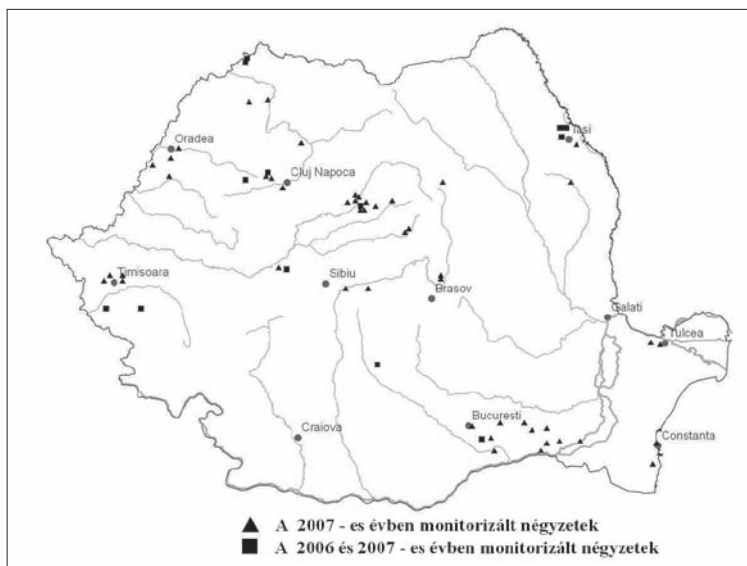 Oradea
Iasi
Cluj Napoca
Timisoara
Sibiu
Brasov
Galati
Tulcea
Bucuresti
Craiova
Constanta
A 2007 - es évben monitorizált négyzetek
A 2006 és 2007 - es évben monitorizált négyzetek